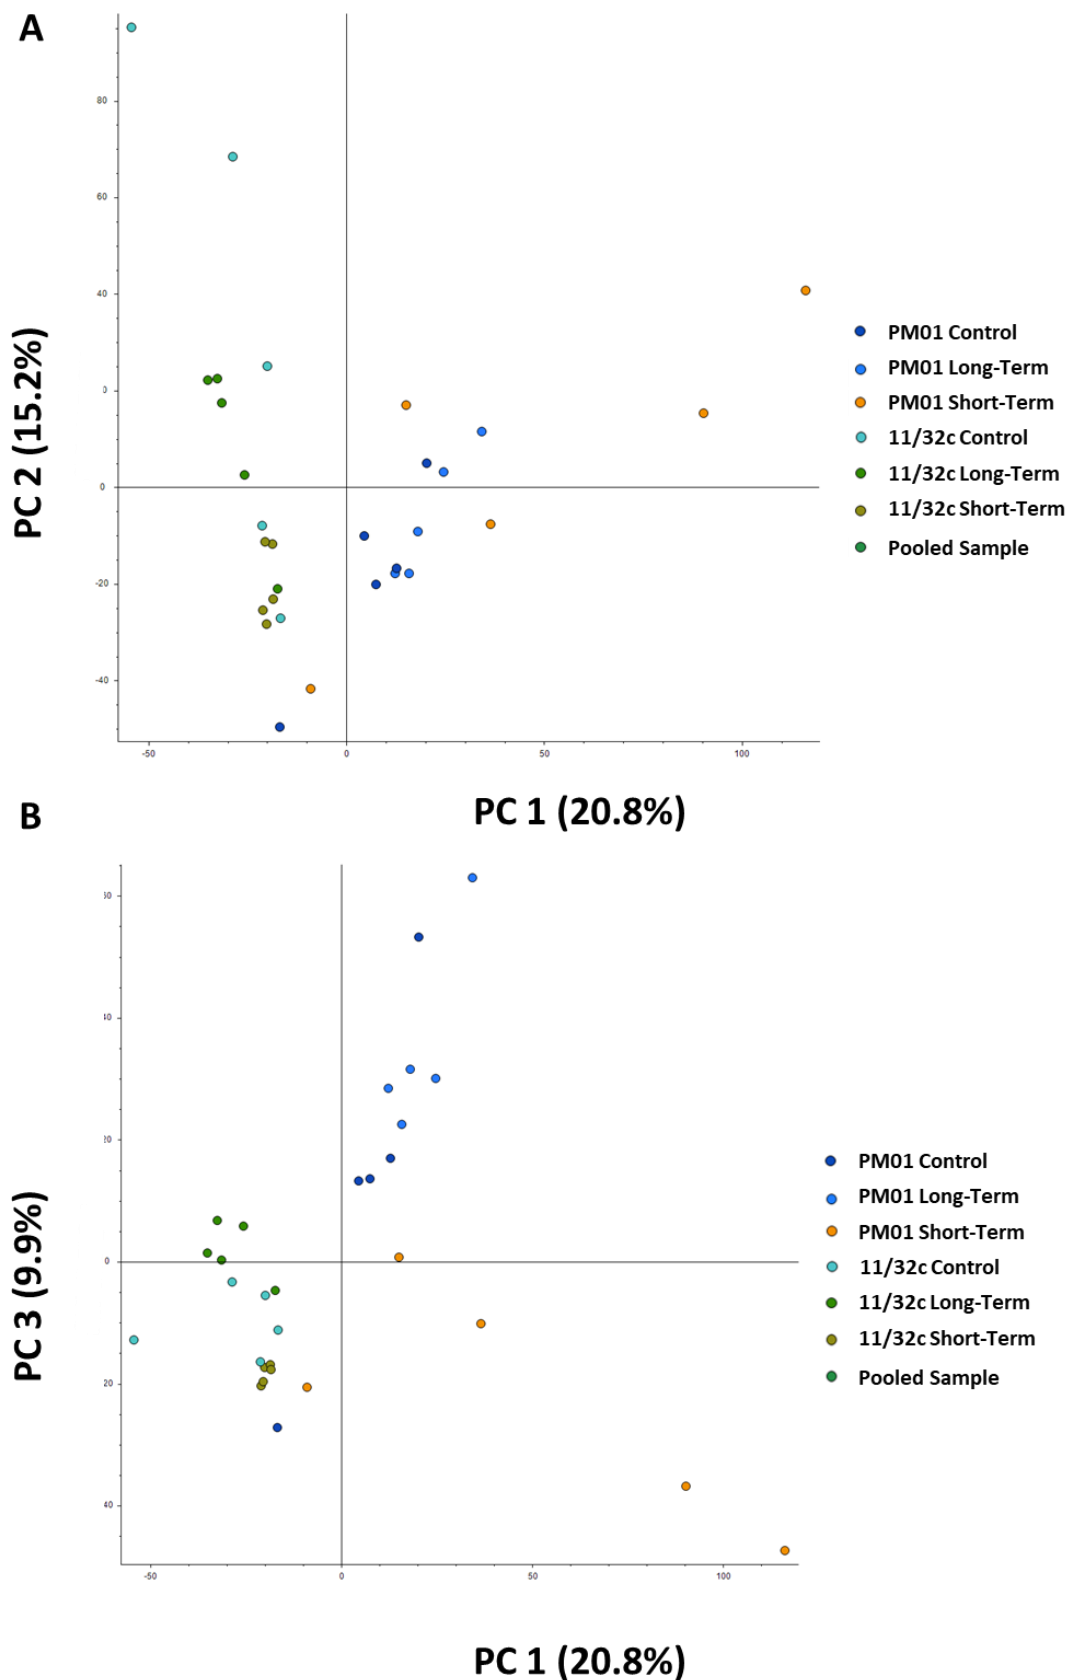 A
80
60
40
0
0
-20
-40
-50
0
50
100
PC 2 (15.2%)
PC 1 (20.8%)
PM01 Control
PM01 Long-Term
PM01 Short-Term
11/32c Control
11/32c Long-Term
11/32c Short-Term
Pooled Sample
B
0
20
40
-50
0
50
100
PC 3 (9.9%)
PC 1 (20.8%)
PM01 Control
PM01 Long-Term
PM01 Short-Term
11/32c Control
11/32c Long-Term
11/32c Short-Term
Pooled Sample